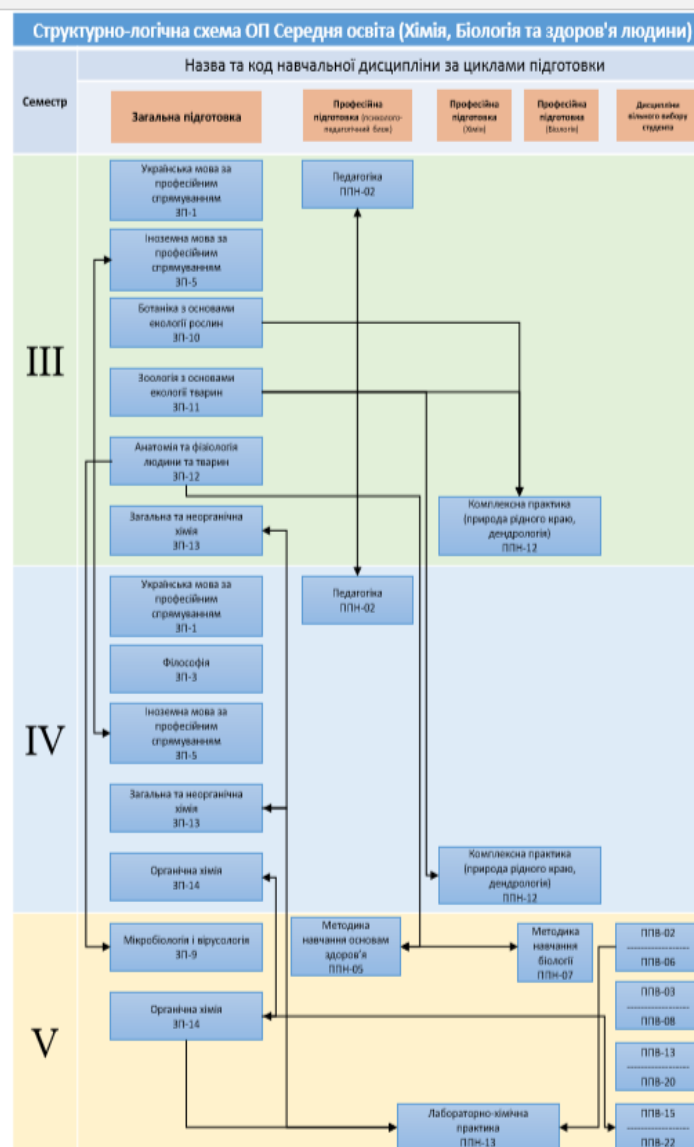 Структурно-логічна схема ОП Середня освіта (Хімія, Біологія та здоров'я людини)
Семестр
Назва та код навчальної дисципліни за циклами підготовки
Загальна підготовка
Професійна
підготовка (психолого-
педагогічний блок)
Професійна
підготовка
(Хімія)
Професійна
підготовка
(Біологія)
Дисципліни
вільного вибору
студента
III
Українська мова за
професійним
спрямуванням
ЗП-1
Педагогіка
ППН-02
Іноземна мова за
професійним
спрямуванням
ЗП-5
Ботаніка з основами
екології рослин
ЗП-10
Зоологія з основами
екології тварин
ЗП-11
Анатомія та фізіологія
людини та тварин
ЗП-12
Загальна та неорганічна
хімія
ЗП-13
Комплексна практика
(природа рідного краю,
дендрологія)
ППН-12
IV
Українська мова за
професійним
спрямуванням
ЗП-1
Педагогіка
ППН-02
Філософія
ЗП-3
Іноземна мова за
професійним
спрямуванням
ЗП-5
Загальна та неорганічна
хімія
ЗП-13
Органічна хімія
ЗП-14
Комплексна практика
(природа рідного краю,
дендрологія)
ППН-12
V
Мікробіологія і вірусологія
ЗП-9
Методика
навчання основам
здоров'я
ППН-05
Методика
навчання
біології
ППН-07
ППВ-02
ППВ-06
ППВ-03
ППВ-08
Органічна хімія
ЗП-14
ППВ-13
ППВ-20
Лабораторно-хімічна
практика
ППН-13
ППВ-15
ППВ-22